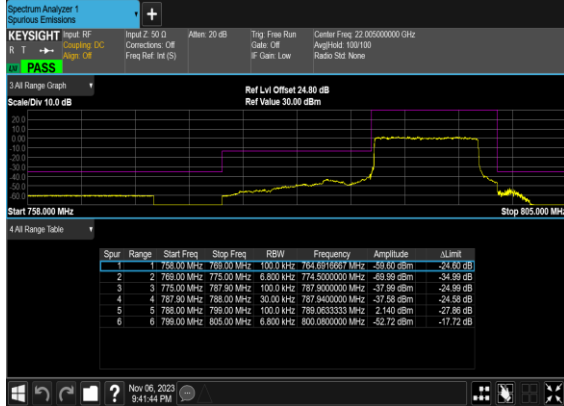 Spectrum Analyzer 1
Spurious Emissions
+
KEYSIGHT Input: RF Input Z: 50 Ω Atten: 20 dB Trig: Free Run Center Freq: 22.005000000 GHz
R T Coupling: DC Corrections: Off Gate: Off Avg|Hold: 100/100
Align: Off Freq Ref: Int (S) IF Gain: Low Radio Std: None
PASS
3 All Range Graph
Ref Lvl Offset 24.80 dB
Scale/Div 10.0 dB Ref Value 30.00 dBm
20.0
10.0
0.00
-10.0
-20.0
-30.0
-40.0
-50.0
-60.0
Start 758.000 MHz Stop 805.000 MHz
4 All Range Table
Spur Range Start Freq Stop Freq RBW Frequency Amplitude ΔLimit
1 1 758.00 MHz 769.00 MHz 100.0 kHz 764.6916667 MHz -59.60 dBm -24.60 dB
2 2 769.00 MHz 775.00 MHz 6.800 kHz 774.5000000 MHz -69.99 dBm -34.99 dB
3 3 775.00 MHz 787.90 MHz 100.0 kHz 787.9000000 MHz -37.99 dBm -24.99 dB
4 4 787.90 MHz 788.00 MHz 30.00 kHz 787.9400000 MHz -37.58 dBm -24.58 dB
5 5 788.00 MHz 799.00 MHz 100.0 kHz 789.0633333 MHz 2.140 dBm -27.86 dB
6 6 799.00 MHz 805.00 MHz 6.800 kHz 800.0800000 MHz -52.72 dBm -17.72 dB
? Nov 06, 2023
9:41:44 PM